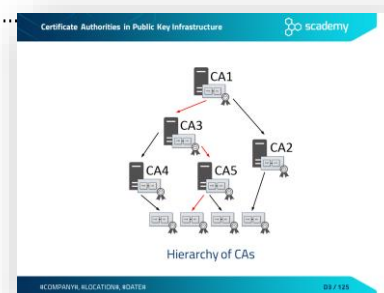 ...
Certificate Authorities in Public Key Infrastructure
scademy
CA1
CA3
CA2
CA4
CA5
Hierarchy of CAs
#COMPANY#, #LOCATION#, #DATE#
D3 / 125